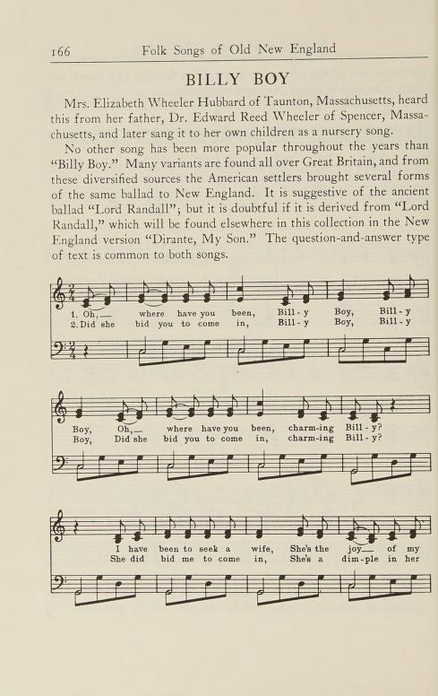 166 Folk Songs of Old New England
BILLY BOY
Mrs. Elizabeth Wheeler Hubbard of Taunton, Massachusetts, heard
this from her father, Dr. Edward Reed Wheeler of Spencer, Massa-
chusetts, and later sang it to her own children as a nursery song.
No other song has been more popular throughout the years than
"Billy Boy." Many variants are found all over Great Britain, and from
these diversified sources the American settlers brought several forms
of the same ballad to New England. It is suggestive of the ancient
ballad "Lord Randall"; but it is doubtful if it is derived from "Lord
Randall," which will be found elsewhere in this collection in the New
England version "Dirante, My Son." The question-and-answer type
of text is common to both songs.
2 4
1. Oh,— where have you been, Bill - y Boy, Bill - y
2. Did she bid you to come in, Bill - y Boy, Bill - y
2 4
Boy, Oh,— where have you been, charm-ing Bill - y?
Boy, Did she bid you to come in, charm-ing Bill - y?
I have been to seek a wife, She's the joy— of my
She did bid me to come in, She's a dim-ple in her